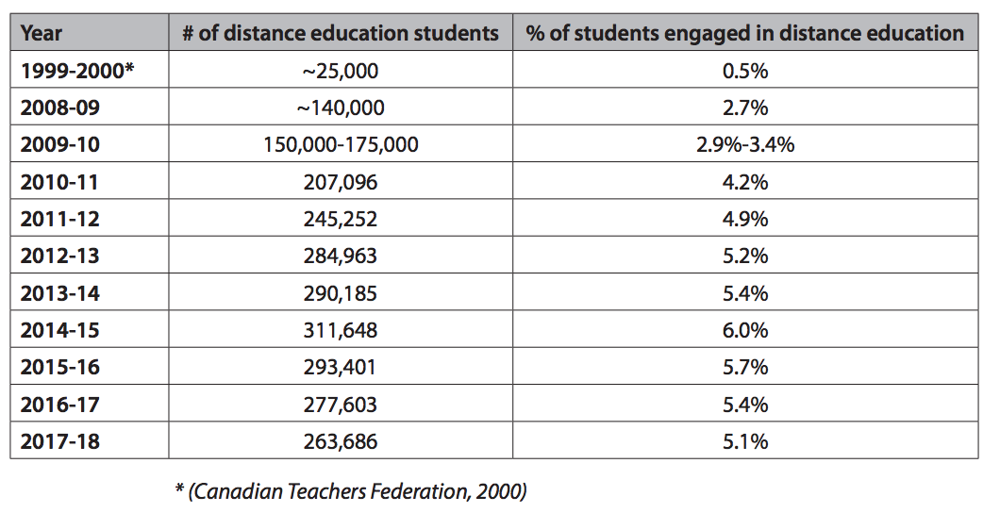 Year # of distance education students % of students engaged in distance education
1999-2000* ~25,000 0.5%
2008-09 ~140,000 2.7%
2009-10 150,000-175,000 2.9%-3.4%
2010-11 207,096 4.2%
2011-12 245,252 4.9%
2012-13 284,963 5.2%
2013-14 290,185 5.4%
2014-15 311,648 6.0%
2015-16 293,401 5.7%
2016-17 277,603 5.4%
2017-18 263,686 5.1%
* (Canadian Teachers Federation, 2000)